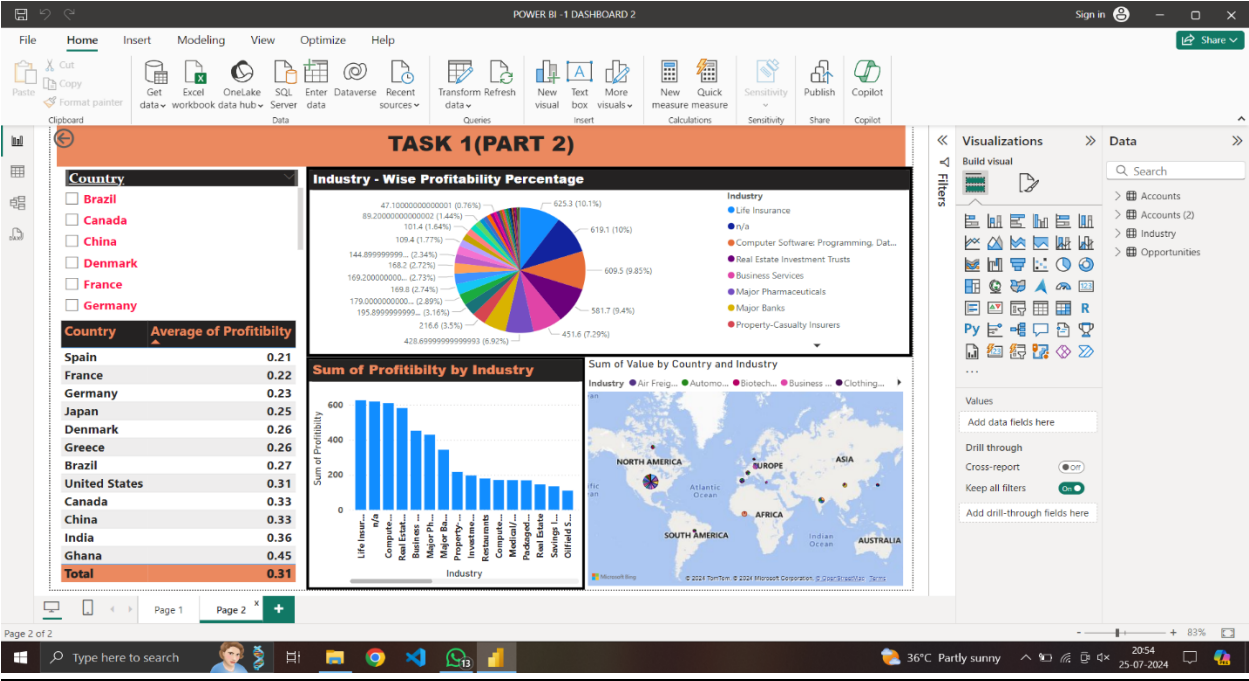 POWER BI -1 DASHBOARD 2
Sign in
File Home Insert Modeling View Optimize Help
Share
Paste
Cut
Copy
Format painter
Clipboard
Get data
Excel workbook
OneLake data hub
SQL Server
Enter data
Dataverse
Recent sources
Data
Transform data
Refresh
Queries
New visual
Text box
More visuals
Insert
New measure
Quick measure
Calculations
Sensitivity
Sensitivity
Publish
Share
Copilot
Copilot
TASK 1(PART 2)
Country
Brazil
Canada
China
Denmark
France
Germany
Country Average of Profitibilty
Spain 0.21
France 0.22
Germany 0.23
Japan 0.25
Denmark 0.26
Greece 0.26
Brazil 0.27
United States 0.31
Canada 0.33
China 0.33
India 0.36
Ghana 0.45
Total 0.31
Industry - Wise Profitability Percentage
47.10000000000001 (0.76%)
89.20000000000002 (1.44%)
101.4 (1.64%)
109.4 (1.77%)
144.899999999... (2.34%)
168.2 (2.72%)
169.200000000... (2.73%)
169.8 (2.74%)
179.0000000000... (2.89%)
195.8999999999... (3.16%)
216.6 (3.5%)
428.69999999999993 (6.92%)
625.3 (10.1%)
619.1 (10%)
609.5 (9.85%)
581.7 (9.4%)
451.6 (7.29%)
Industry
Life Insurance
n/a
Computer Software: Programming, Dat...
Real Estate Investment Trusts
Business Services
Major Pharmaceuticals
Major Banks
Property-Casualty Insurers
Sum of Profitibilty by Industry
Sum of Profitibilty
600
400
200
0
Life Insur...
n/a
Compute...
Real Estat...
Business ...
Major Ph...
Major Ba...
Property-...
Investme...
Restaurants
Compute...
Medical/...
Packaged...
Real Estate
Savings I...
Oilfield S...
Industry
Sum of Value by Country and Industry
Industry Air Freig... Automo... Biotech... Business ... Clothing...
NORTH AMERICA
EUROPE
ASIA
Atlantic
Ocean
AFRICA
SOUTH AMERICA
Indian
Ocean
AUSTRALIA
Microsoft Bing
© 2024 TomTom, © 2024 Microsoft Corporation, © OpenStreetMap Terms
Filters
Visualizations
Build visual
R
Py
123
...
Values
Add data fields here
Drill through
Cross-report Off
Keep all filters On
Add drill-through fields here
Data
Search
Accounts
Accounts (2)
Industry
Opportunities
Page 1
Page 2
Page 2 of 2
83%
Type here to search
13
36°C Partly sunny
20:54
25-07-2024